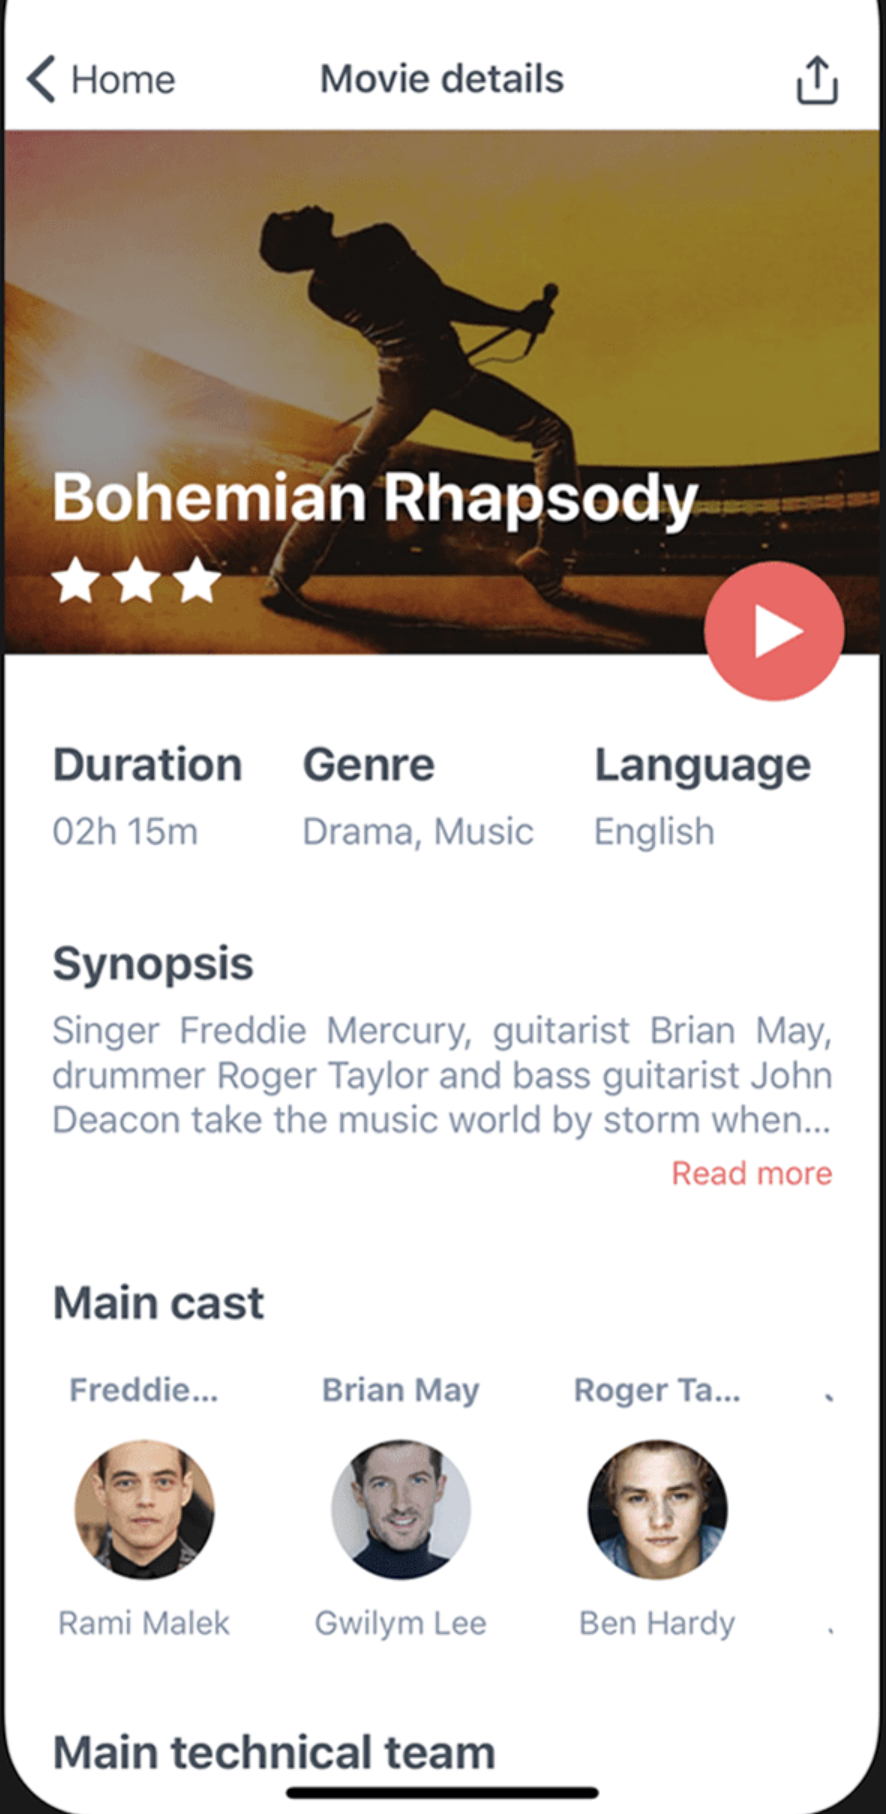 Home
Movie details
Bohemian Rhapsody
Duration
Genre
Language
02h 15m
Drama, Music
English
Synopsis
Singer Freddie Mercury, guitarist Brian May,
drummer Roger Taylor and bass guitarist John
Deacon take the music world by storm when...
Read more
Main cast
Freddie...
Brian May
Roger Ta...
Rami Malek
Gwilym Lee
Ben Hardy
Main technical team